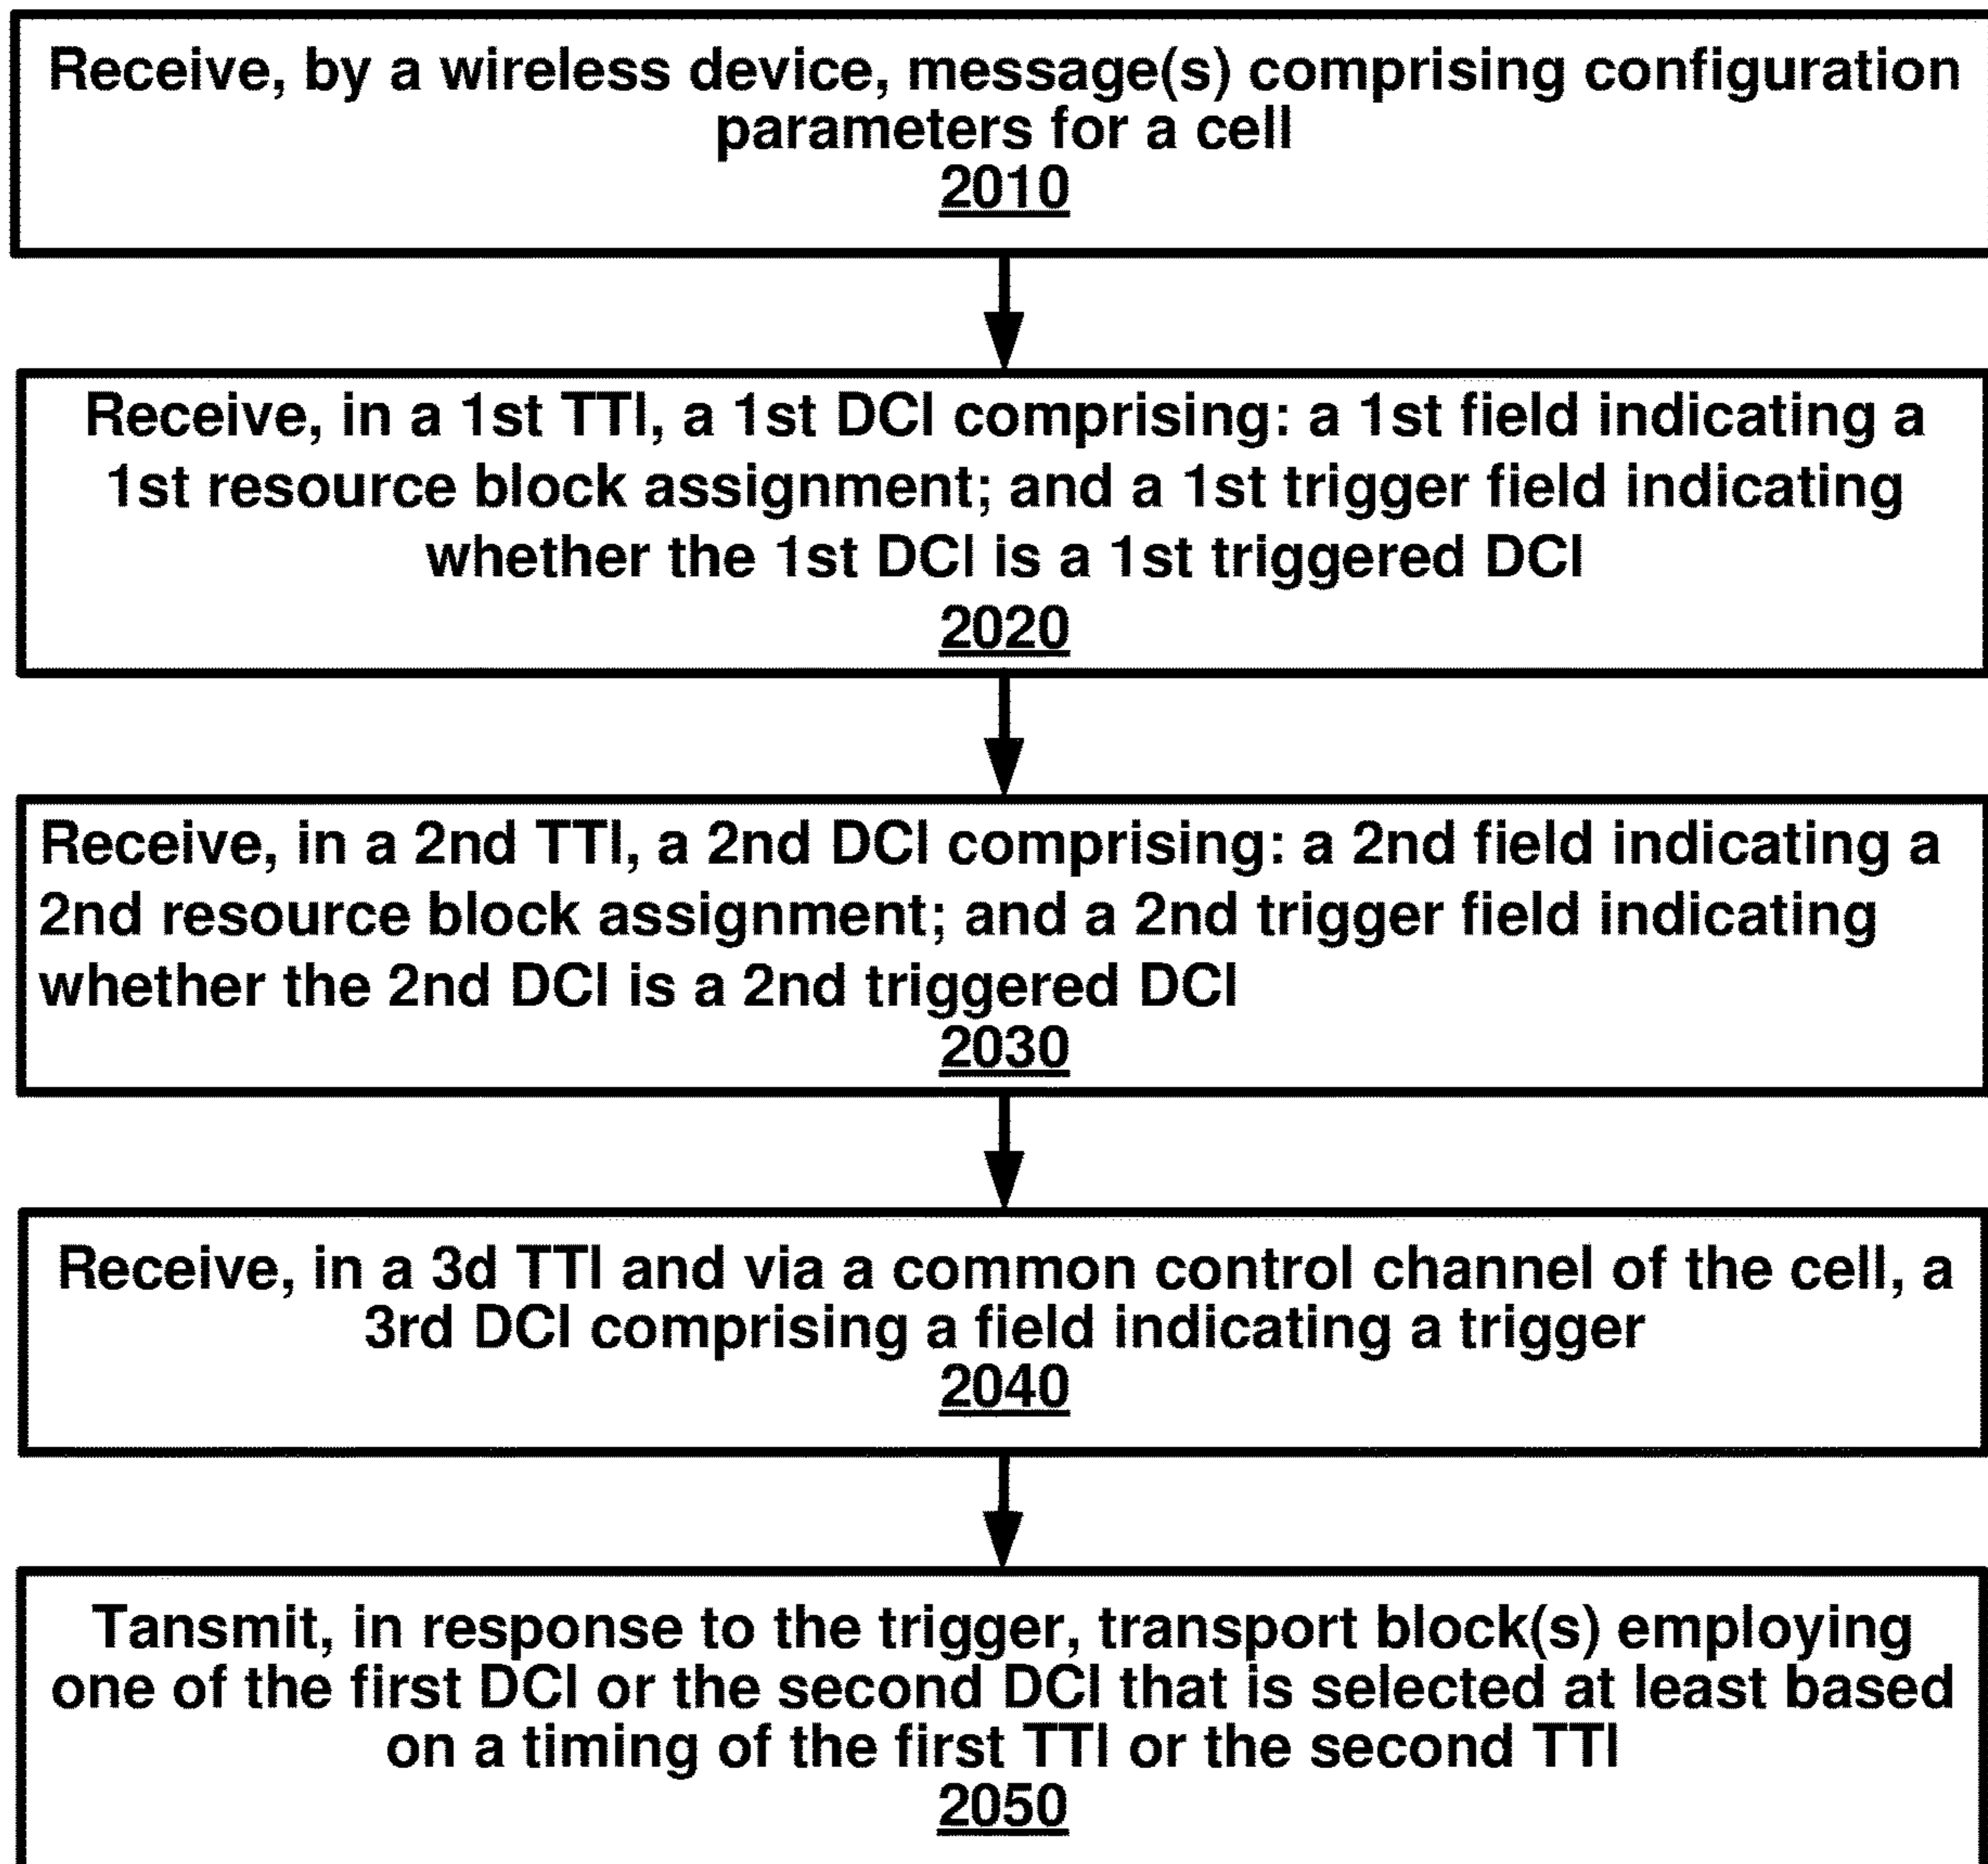 Receive, by a wireless device, message(s) comprising configuration
parameters for a cell
2010
Receive, in a 1st TTI, a 1st DCI comprising: a 1st field indicating a
1st resource block assignment; and a 1st trigger field indicating
whether the 1st DCI is a 1st triggered DCI
2020
Receive, in a 2nd TTI, a 2nd DCI comprising: a 2nd field indicating a
2nd resource block assignment; and a 2nd trigger field indicating
whether the 2nd DCI is a 2nd triggered DCI
2030
Receive, in a 3d TTI and via a common control channel of the cell, a
3rd DCI comprising a field indicating a trigger
2040
Tansmit, in response to the trigger, transport block(s) employing
one of the first DCI or the second DCI that is selected at least based
on a timing of the first TTI or the second TTI
2050